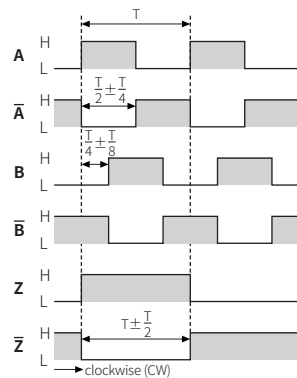 T
A H
L
T/2 ± T/4
A̅ H
L
T/4 ± T/8
B H
L
B̅ H
L
Z H
L
T ± T/2
Z̅ H
L
clockwise (CW)